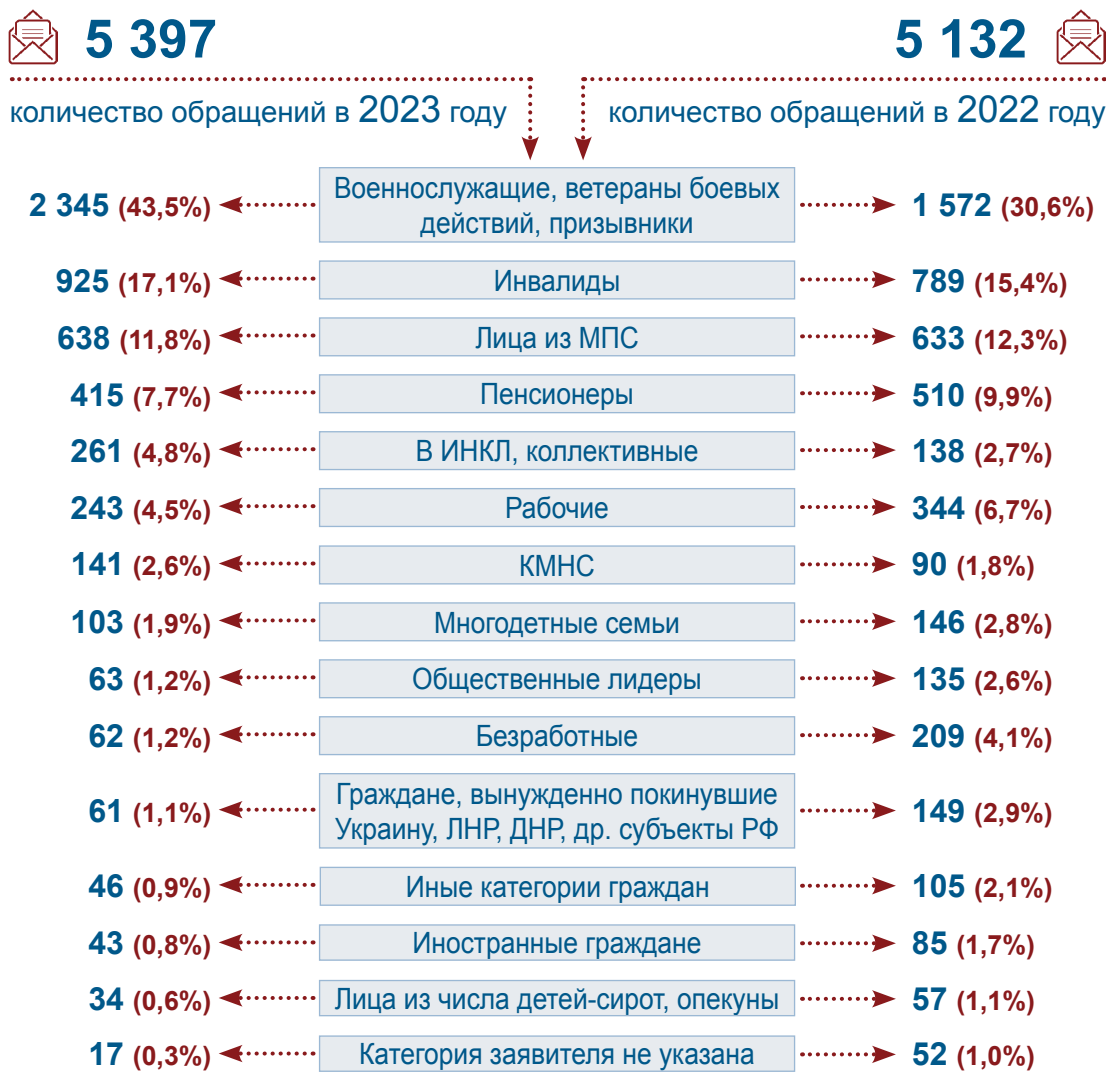 5 397
5 132
количество обращений в 2023 году
количество обращений в 2022 году
2 345 (43,5%)
Военнослужащие, ветераны боевых
действий, призывники
1 572 (30,6%)
925 (17,1%)
Инвалиды
789 (15,4%)
638 (11,8%)
Лица из МПС
633 (12,3%)
415 (7,7%)
Пенсионеры
510 (9,9%)
261 (4,8%)
В ИНКЛ, коллективные
138 (2,7%)
243 (4,5%)
Рабочие
344 (6,7%)
141 (2,6%)
КМНС
90 (1,8%)
103 (1,9%)
Многодетные семьи
146 (2,8%)
63 (1,2%)
Общественные лидеры
135 (2,6%)
62 (1,2%)
Безработные
209 (4,1%)
61 (1,1%)
Граждане, вынужденно покинувшие
Украину, ЛНР, ДНР, др. субъекты РФ
149 (2,9%)
46 (0,9%)
Иные категории граждан
105 (2,1%)
43 (0,8%)
Иностранные граждане
85 (1,7%)
34 (0,6%)
Лица из числа детей-сирот, опекуны
57 (1,1%)
17 (0,3%)
Категория заявителя не указана
52 (1,0%)